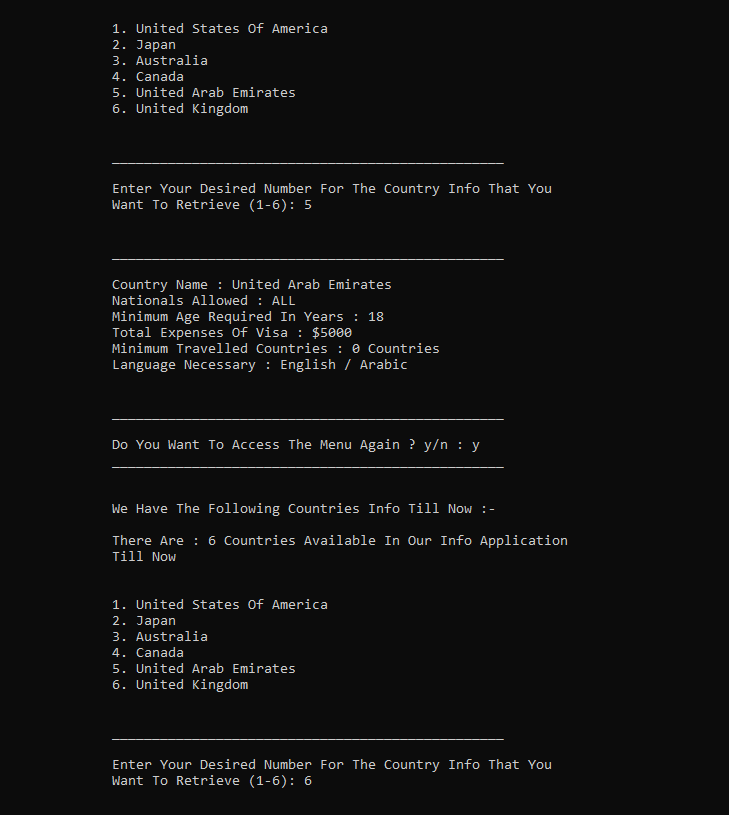 1. United States Of America
2. Japan
3. Australia
4. Canada
5. United Arab Emirates
6. United Kingdom
_________________________________________________
Enter Your Desired Number For The Country Info That You
Want To Retrieve (1-6): 5
_________________________________________________
Country Name : United Arab Emirates
Nationals Allowed : ALL
Minimum Age Required In Years : 18
Total Expenses Of Visa : $5000
Minimum Travelled Countries : 0 Countries
Language Necessary : English / Arabic
_________________________________________________
Do You Want To Access The Menu Again ? y/n : y
_________________________________________________
We Have The Following Countries Info Till Now :-
There Are : 6 Countries Available In Our Info Application
Till Now
1. United States Of America
2. Japan
3. Australia
4. Canada
5. United Arab Emirates
6. United Kingdom
_________________________________________________
Enter Your Desired Number For The Country Info That You
Want To Retrieve (1-6): 6